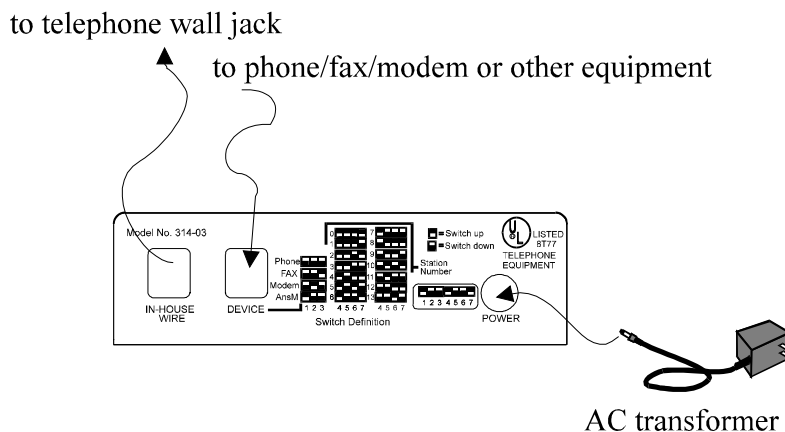 to telephone wall jack
to phone/fax/modem or other equipment
Model No. 314-03
IN-HOUSE
WIRE
DEVICE
Phone
FAX
Modem
AnsM
1 2 3
0
1
2
3
4
5
6
4 5 6 7
7
8
9
10
11
12
13
4 5 6 7
Switch Definition
=Switch up
=Switch down
Station
Number
1 2 3 4 5 6 7
UL
LISTED
8T77
TELEPHONE
EQUIPMENT
POWER
AC transformer